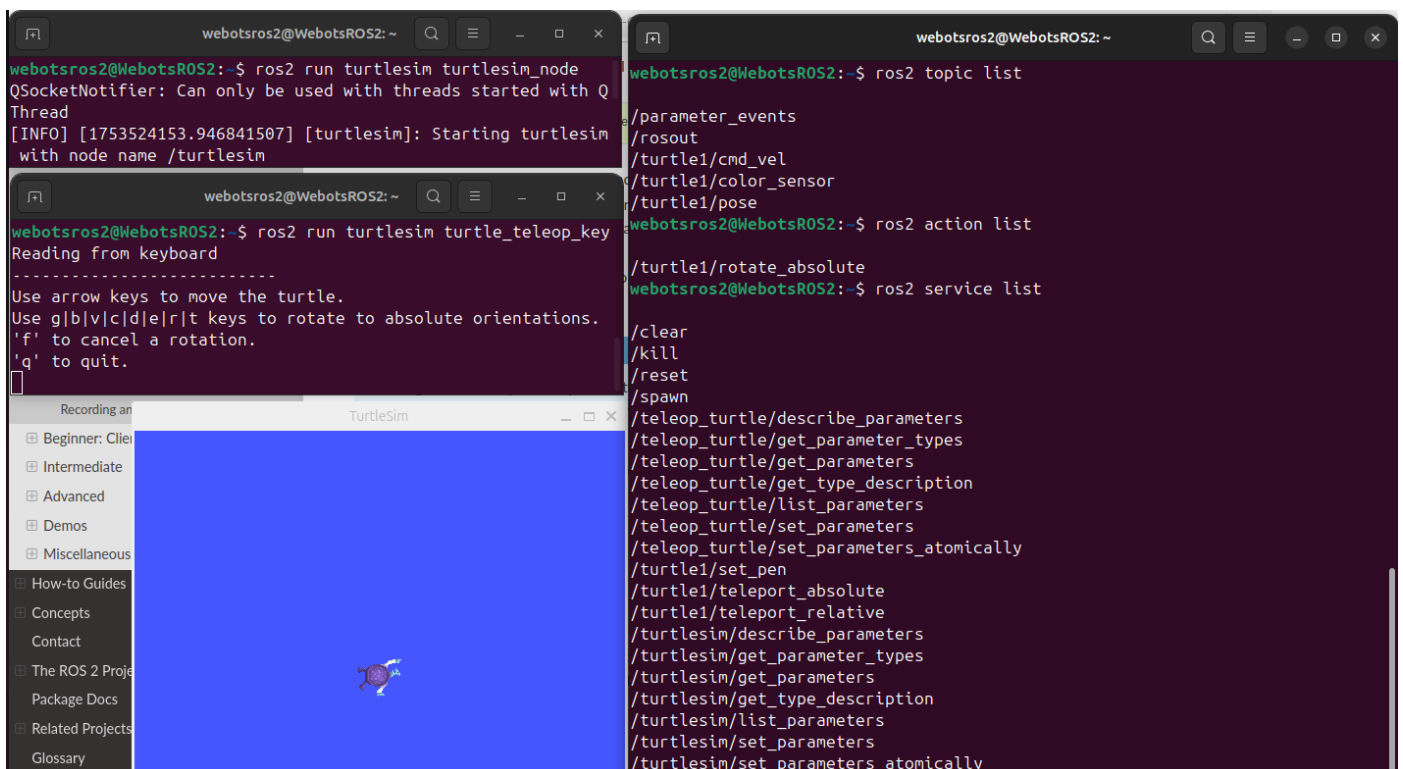 webotsros2@WebotsROS2: ~
webotsros2@WebotsROS2:~$ ros2 run turtlesim turtlesim_node
QSocketNotifier: Can only be used with threads started with Q
Thread
[INFO] [1753524153.946841507] [turtlesim]: Starting turtlesim
with node name /turtlesim
webotsros2@WebotsROS2: ~
webotsros2@WebotsROS2:~$ ros2 run turtlesim turtle_teleop_key
Reading from keyboard
---------------------------
Use arrow keys to move the turtle.
Use g|b|v|c|d|e|r|t keys to rotate to absolute orientations.
'f' to cancel a rotation.
'q' to quit.
Recording an
Beginner: Clie
Intermediate
Advanced
Demos
Miscellaneous
How-to Guides
Concepts
Contact
The ROS 2 Proje
Package Docs
Related Projects
Glossary
TurtleSim
webotsros2@WebotsROS2: ~
webotsros2@WebotsROS2:~$ ros2 topic list
/parameter_events
/rosout
/turtle1/cmd_vel
/turtle1/color_sensor
/turtle1/pose
webotsros2@WebotsROS2:~$ ros2 action list
/turtle1/rotate_absolute
webotsros2@WebotsROS2:~$ ros2 service list
/clear
/kill
/reset
/spawn
/teleop_turtle/describe_parameters
/teleop_turtle/get_parameter_types
/teleop_turtle/get_parameters
/teleop_turtle/get_type_description
/teleop_turtle/list_parameters
/teleop_turtle/set_parameters
/teleop_turtle/set_parameters_atomically
/turtle1/set_pen
/turtle1/teleport_absolute
/turtle1/teleport_relative
/turtlesim/describe_parameters
/turtlesim/get_parameter_types
/turtlesim/get_parameters
/turtlesim/get_type_description
/turtlesim/list_parameters
/turtlesim/set_parameters
/turtlesim/set_parameters_atomically